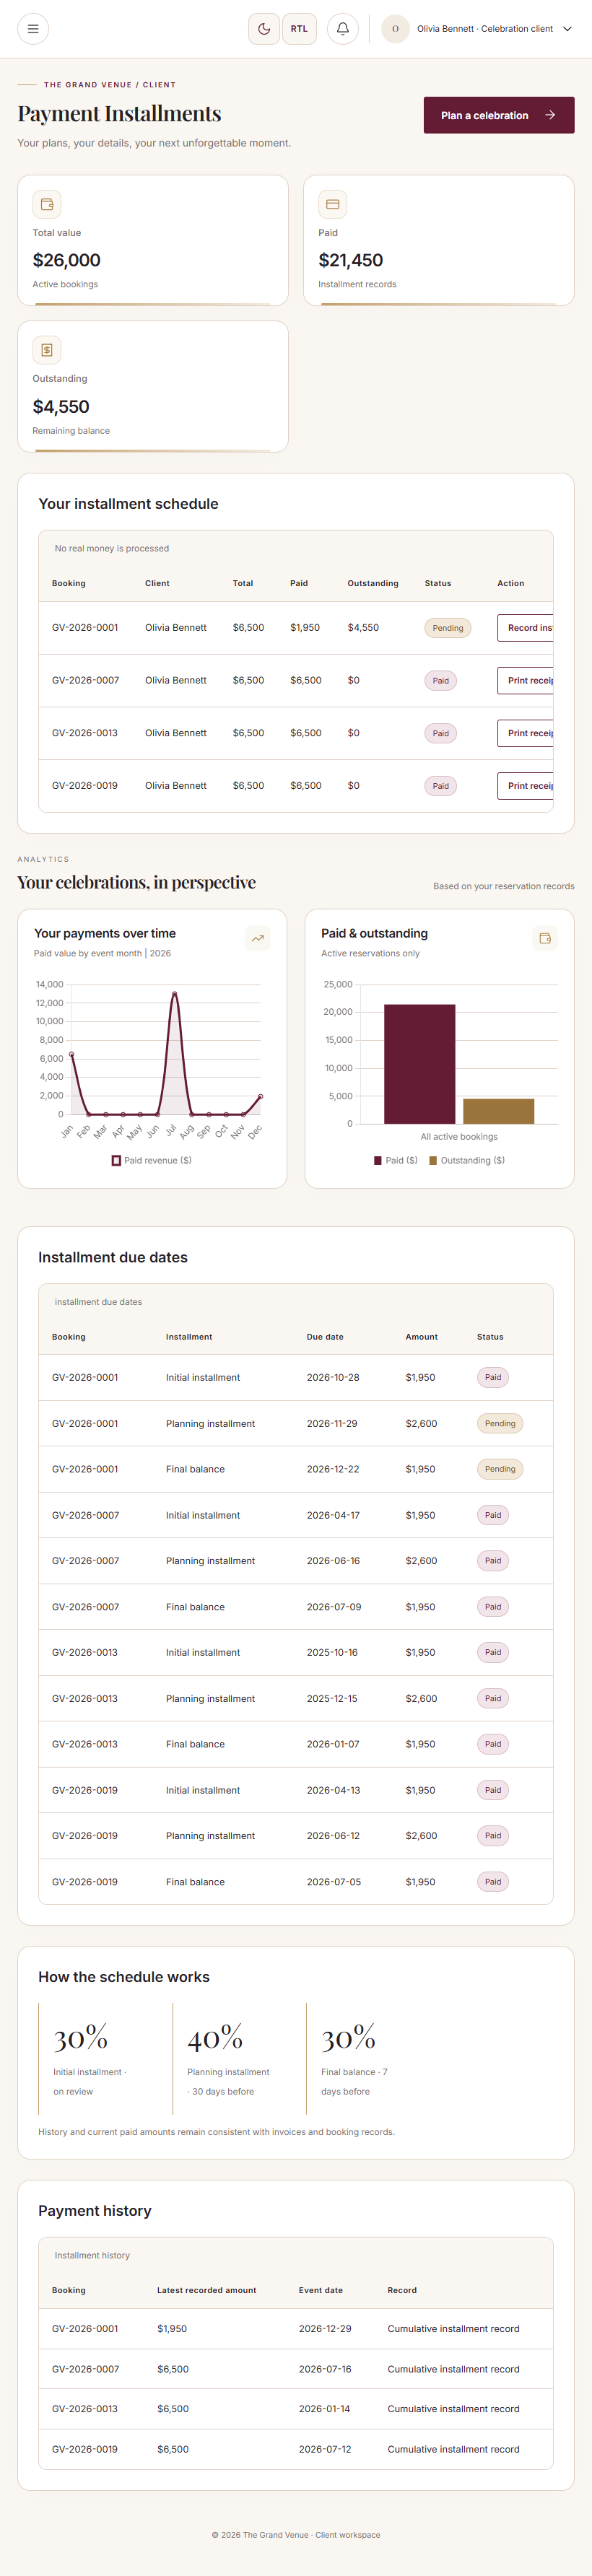 RTL
O
Olivia Bennett · Celebration client
THE GRAND VENUE / CLIENT
Payment Installments
Your plans, your details, your next unforgettable moment.
Plan a celebration
Total value
$26,000
Active bookings
Paid
$21,450
Installment records
Outstanding
$4,550
Remaining balance
Your installment schedule
No real money is processed
Booking Client Total Paid Outstanding Status Action
GV-2026-0001 Olivia Bennett $6,500 $1,950 $4,550 Pending Record
GV-2026-0007 Olivia Bennett $6,500 $6,500 $0 Paid Print
GV-2026-0013 Olivia Bennett $6,500 $6,500 $0 Paid Print
GV-2026-0019 Olivia Bennett $6,500 $6,500 $0 Paid Print
ANALYTICS
Your celebrations, in perspective
Based on your reservation records
Your payments over time
Paid value by event month | 2026
14,000
12,000
10,000
8,000
6,000
4,000
2,000
0
Jan Feb Mar Apr May Jun Jul Aug Sep Oct Nov Dec
Paid revenue ($)
Paid & outstanding
Active reservations only
25,000
20,000
15,000
10,000
5,000
0
All active bookings
Paid ($) Outstanding ($)
Installment due dates
installment due dates
Booking Installment Due date Amount Status
GV-2026-0001 Initial installment 2026-10-28 $1,950 Paid
GV-2026-0001 Planning installment 2026-11-29 $2,600 Pending
GV-2026-0001 Final balance 2026-12-22 $1,950 Pending
GV-2026-0007 Initial installment 2026-04-17 $1,950 Paid
GV-2026-0007 Planning installment 2026-06-16 $2,600 Paid
GV-2026-0007 Final balance 2026-07-09 $1,950 Paid
GV-2026-0013 Initial installment 2025-10-16 $1,950 Paid
GV-2026-0013 Planning installment 2025-12-15 $2,600 Paid
GV-2026-0013 Final balance 2026-01-07 $1,950 Paid
GV-2026-0019 Initial installment 2026-04-13 $1,950 Paid
GV-2026-0019 Planning installment 2026-06-12 $2,600 Paid
GV-2026-0019 Final balance 2026-07-05 $1,950 Paid
How the schedule works
30%
Initial installment ·
on review
40%
Planning installment
· 30 days before
30%
Final balance · 7
days before
History and current paid amounts remain consistent with invoices and booking records.
Payment history
Installment history
Booking Latest recorded amount Event date Record
GV-2026-0001 $1,950 2026-12-29 Cumulative installment record
GV-2026-0007 $6,500 2026-07-16 Cumulative installment record
GV-2026-0013 $6,500 2026-01-14 Cumulative installment record
GV-2026-0019 $6,500 2026-07-12 Cumulative installment record
© 2026 The Grand Venue · Client workspace